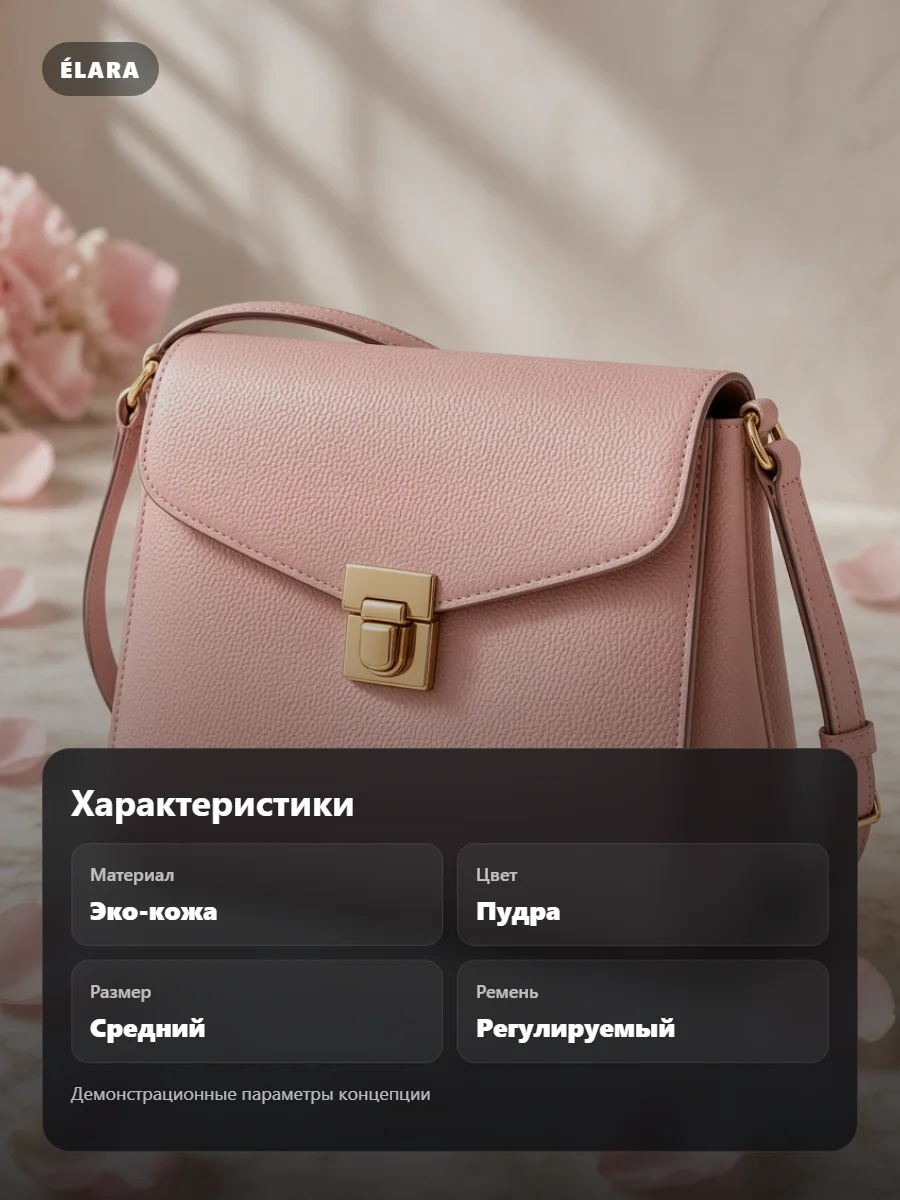 ÉLARA
Характеристики
Материал
Эко-кожа
Цвет
Пудра
Размер
Средний
Ремень
Регулируемый
Демонстрационные параметры концепции